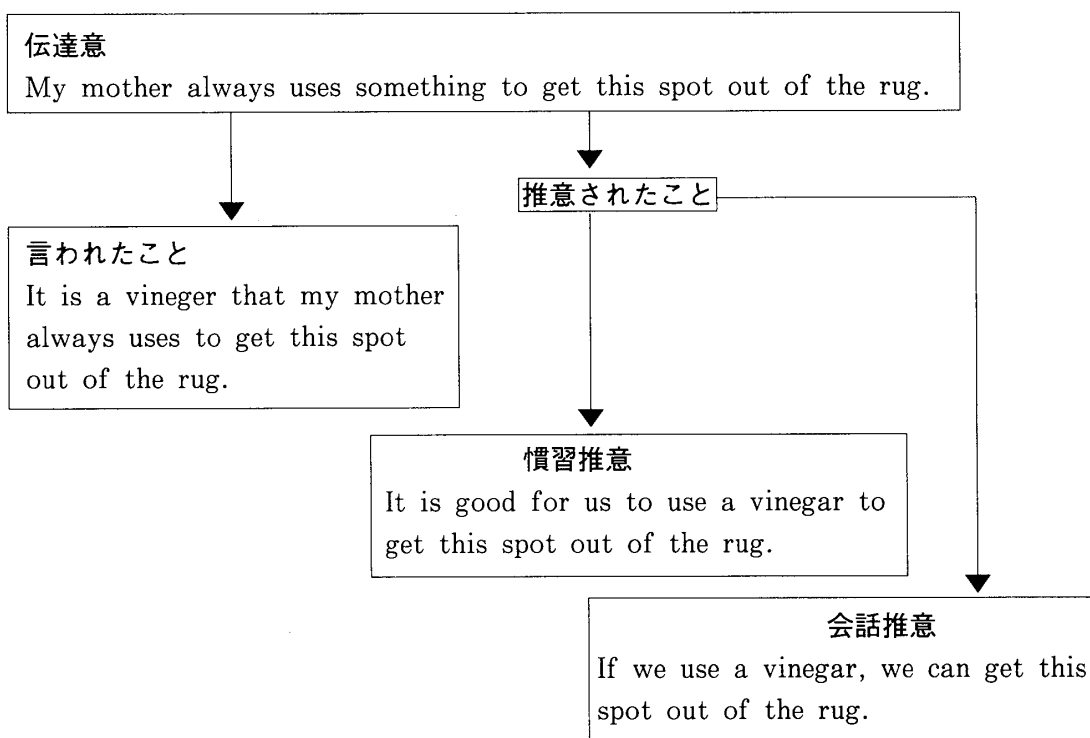 伝達意
My mother always uses something to get this spot out of the rug.
推意されたこと
言われたこと
It is a vineger that my mother
always uses to get this spot
out of the rug.
慣習推意
It is good for us to use a vinegar to
get this spot out of the rug.
会話推意
If we use a vinegar, we can get this
spot out of the rug.